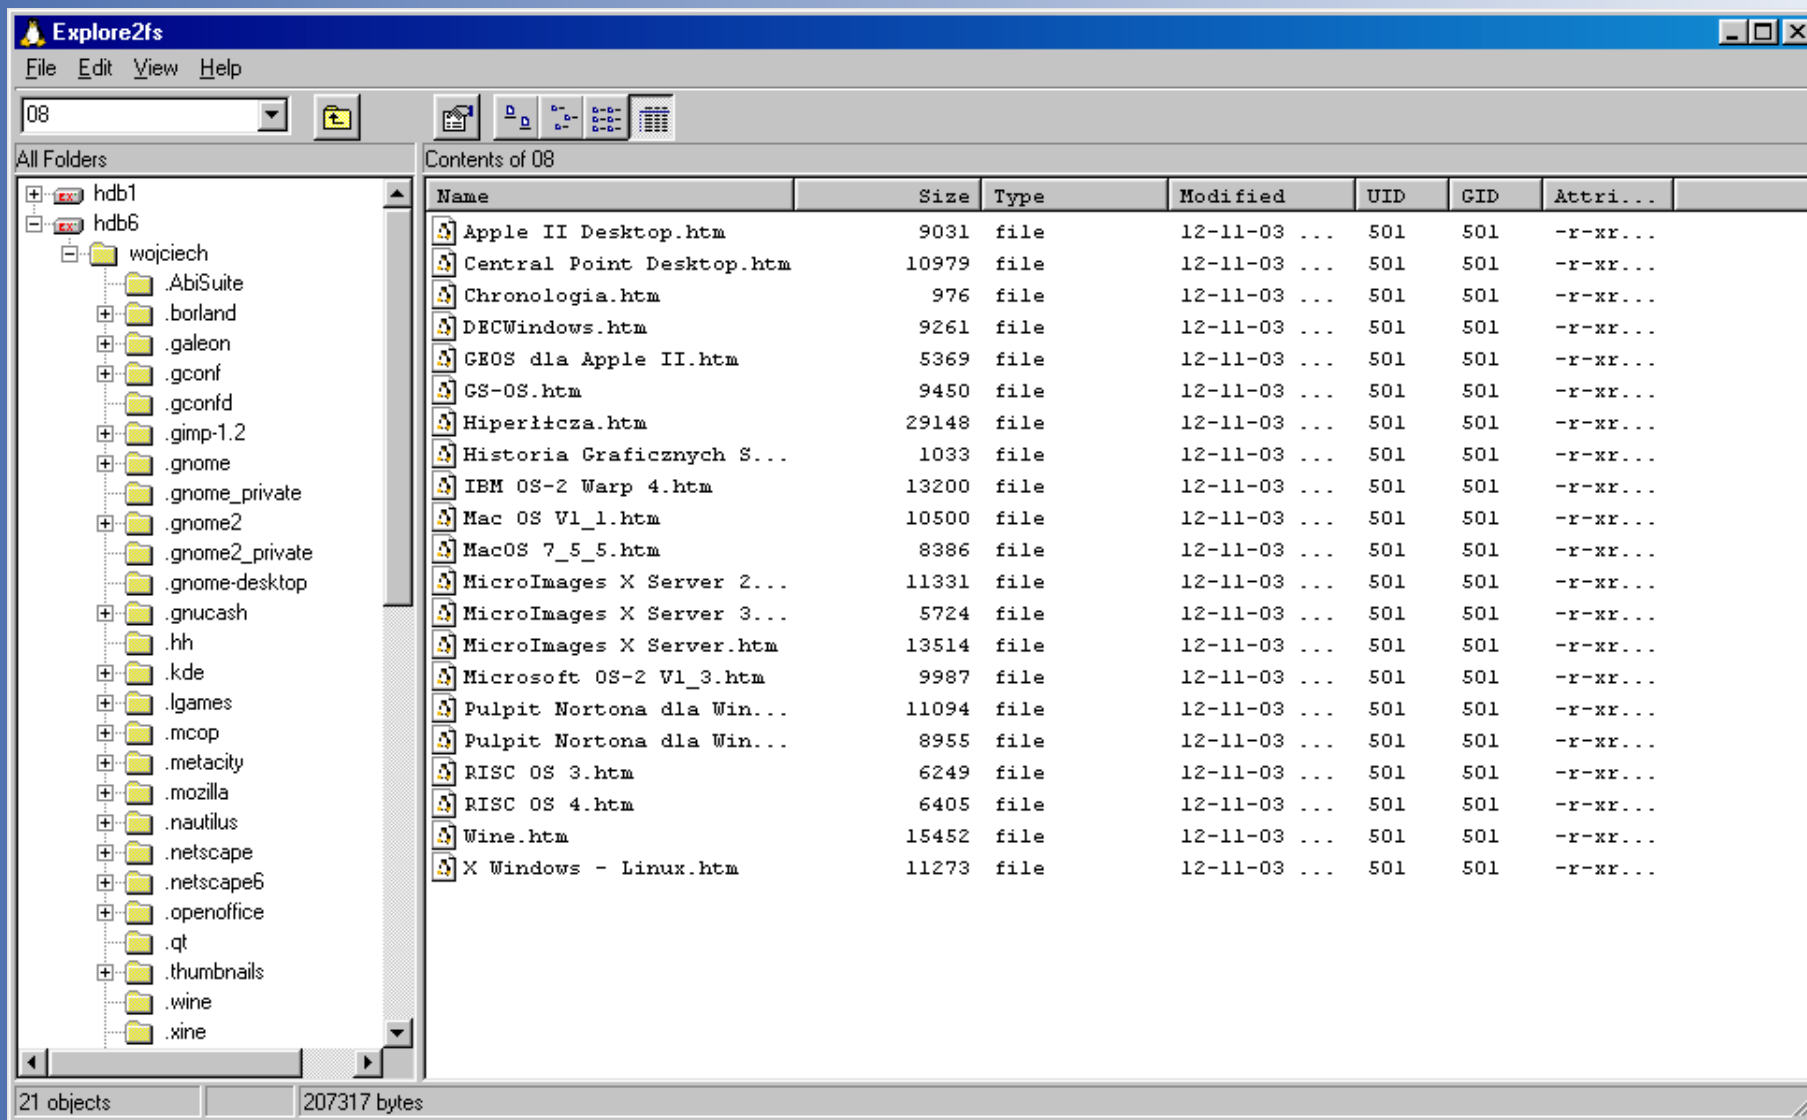 Explore2fs
File Edit View Help
08
All Folders
Contents of 08
hdb1
hdb6
wojciech
.AbiSuite
.borland
.galeon
.gconf
.gconfd
.gimp-1.2
.gnome
.gnome_private
.gnome2
.gnome2_private
.gnome-desktop
.gnucash
.hh
.kde
.lgames
.mcop
.metacity
.mozilla
.nautilus
.netscape
.netscape6
.openoffice
.qt
.thumbnails
.wine
.xine
Name Size Type Modified UID GID Attri...
Apple II Desktop.htm 9031 file 12-11-03 ... 501 501 -r-xr...
Central Point Desktop.htm 10979 file 12-11-03 ... 501 501 -r-xr...
Chronologia.htm 976 file 12-11-03 ... 501 501 -r-xr...
DECWindows.htm 9261 file 12-11-03 ... 501 501 -r-xr...
GEOS dla Apple II.htm 5369 file 12-11-03 ... 501 501 -r-xr...
GS-OS.htm 9450 file 12-11-03 ... 501 501 -r-xr...
Hiperłącza.htm 29148 file 12-11-03 ... 501 501 -r-xr...
Historia Graficznych S... 1033 file 12-11-03 ... 501 501 -r-xr...
IBM OS-2 Warp 4.htm 13200 file 12-11-03 ... 501 501 -r-xr...
Mac OS V1_1.htm 10500 file 12-11-03 ... 501 501 -r-xr...
MacOS 7_5_5.htm 8386 file 12-11-03 ... 501 501 -r-xr...
MicroImages X Server 2... 11331 file 12-11-03 ... 501 501 -r-xr...
MicroImages X Server 3... 5724 file 12-11-03 ... 501 501 -r-xr...
MicroImages X Server.htm 13514 file 12-11-03 ... 501 501 -r-xr...
Microsoft OS-2 V1_3.htm 9987 file 12-11-03 ... 501 501 -r-xr...
Pulpit Nortona dla Win... 11094 file 12-11-03 ... 501 501 -r-xr...
Pulpit Nortona dla Win... 8955 file 12-11-03 ... 501 501 -r-xr...
RISC OS 3.htm 6249 file 12-11-03 ... 501 501 -r-xr...
RISC OS 4.htm 6405 file 12-11-03 ... 501 501 -r-xr...
Wine.htm 15452 file 12-11-03 ... 501 501 -r-xr...
X Windows - Linux.htm 11273 file 12-11-03 ... 501 501 -r-xr...
21 objects 207317 bytes